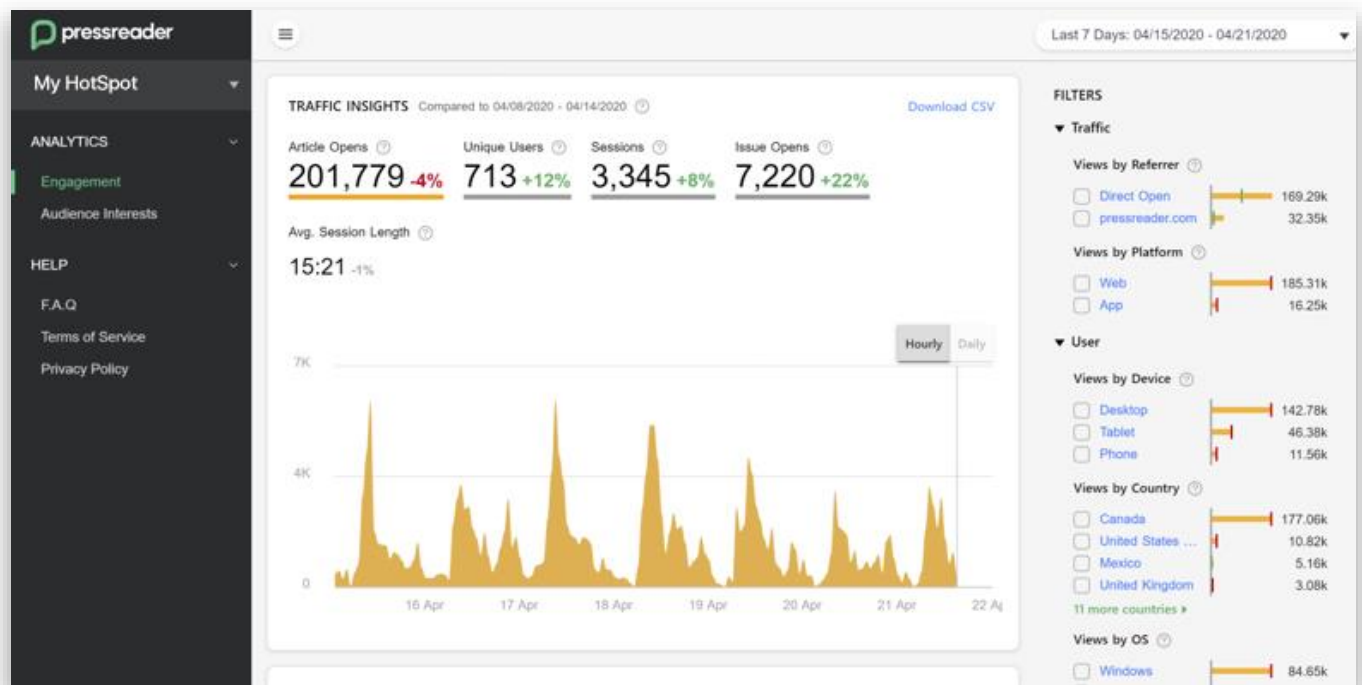 pressreader
Last 7 Days: 04/15/2020 - 04/21/2020
My HotSpot
ANALYTICS
Engagement
Audience Interests
HELP
F.A.Q
Terms of Service
Privacy Policy
TRAFFIC INSIGHTS Compared to 04/08/2020 - 04/14/2020
Download CSV
Article Opens
201,779 -4%
Unique Users
713 +12%
Sessions
3,345 +8%
Issue Opens
7,220 +22%
Avg. Session Length
15:21 -1%
Hourly Daily
7K
4K
0
16 Apr 17 Apr 18 Apr 19 Apr 20 Apr 21 Apr 22 Ap
FILTERS
Traffic
Views by Referrer
Direct Open 169.29k
pressreader.com 32.35k
Views by Platform
Web 185.31k
App 16.25k
User
Views by Device
Desktop 142.78k
Tablet 46.38k
Phone 11.56k
Views by Country
Canada 177.06k
United States ... 10.82k
Mexico 5.16k
United Kingdom 3.08k
11 more countries
Views by OS
Windows 84.65k